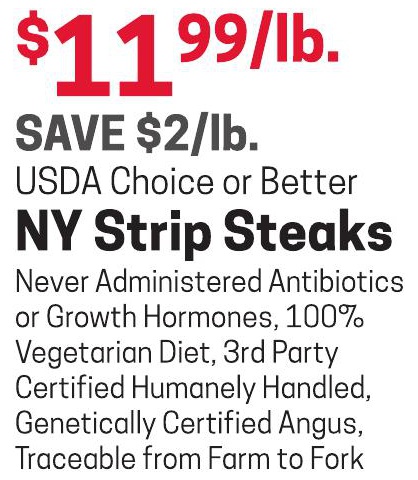 $11 99/lb.
SAVE $2/lb.
USDA Choice or Better
NY Strip Steaks
Never Administered Antibiotics
or Growth Hormones, 100%
Vegetarian Diet, 3rd Party
Certified Humanely Handled,
Genetically Certified Angus,
Traceable from Farm to Fork